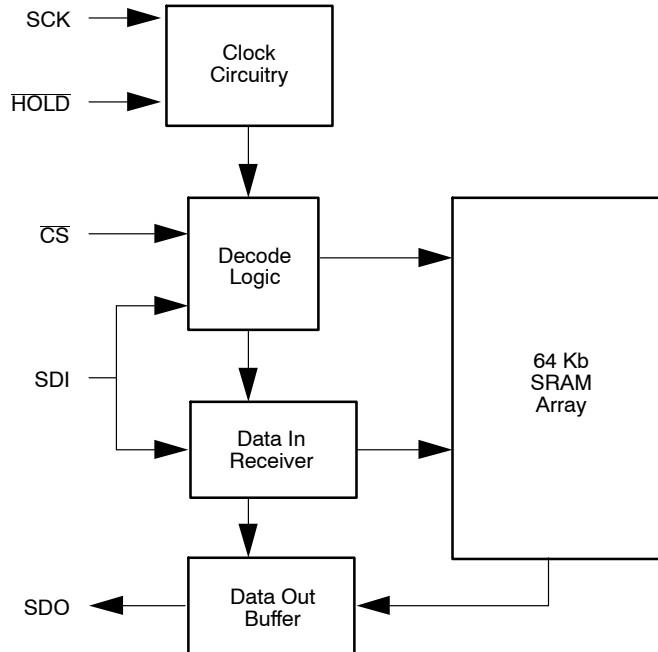 SCK
Clock
Circuitry
HOLD
CS
Decode
Logic
SDI
64 Kb
SRAM
Array
Data In
Receiver
SDO
Data Out
Buffer